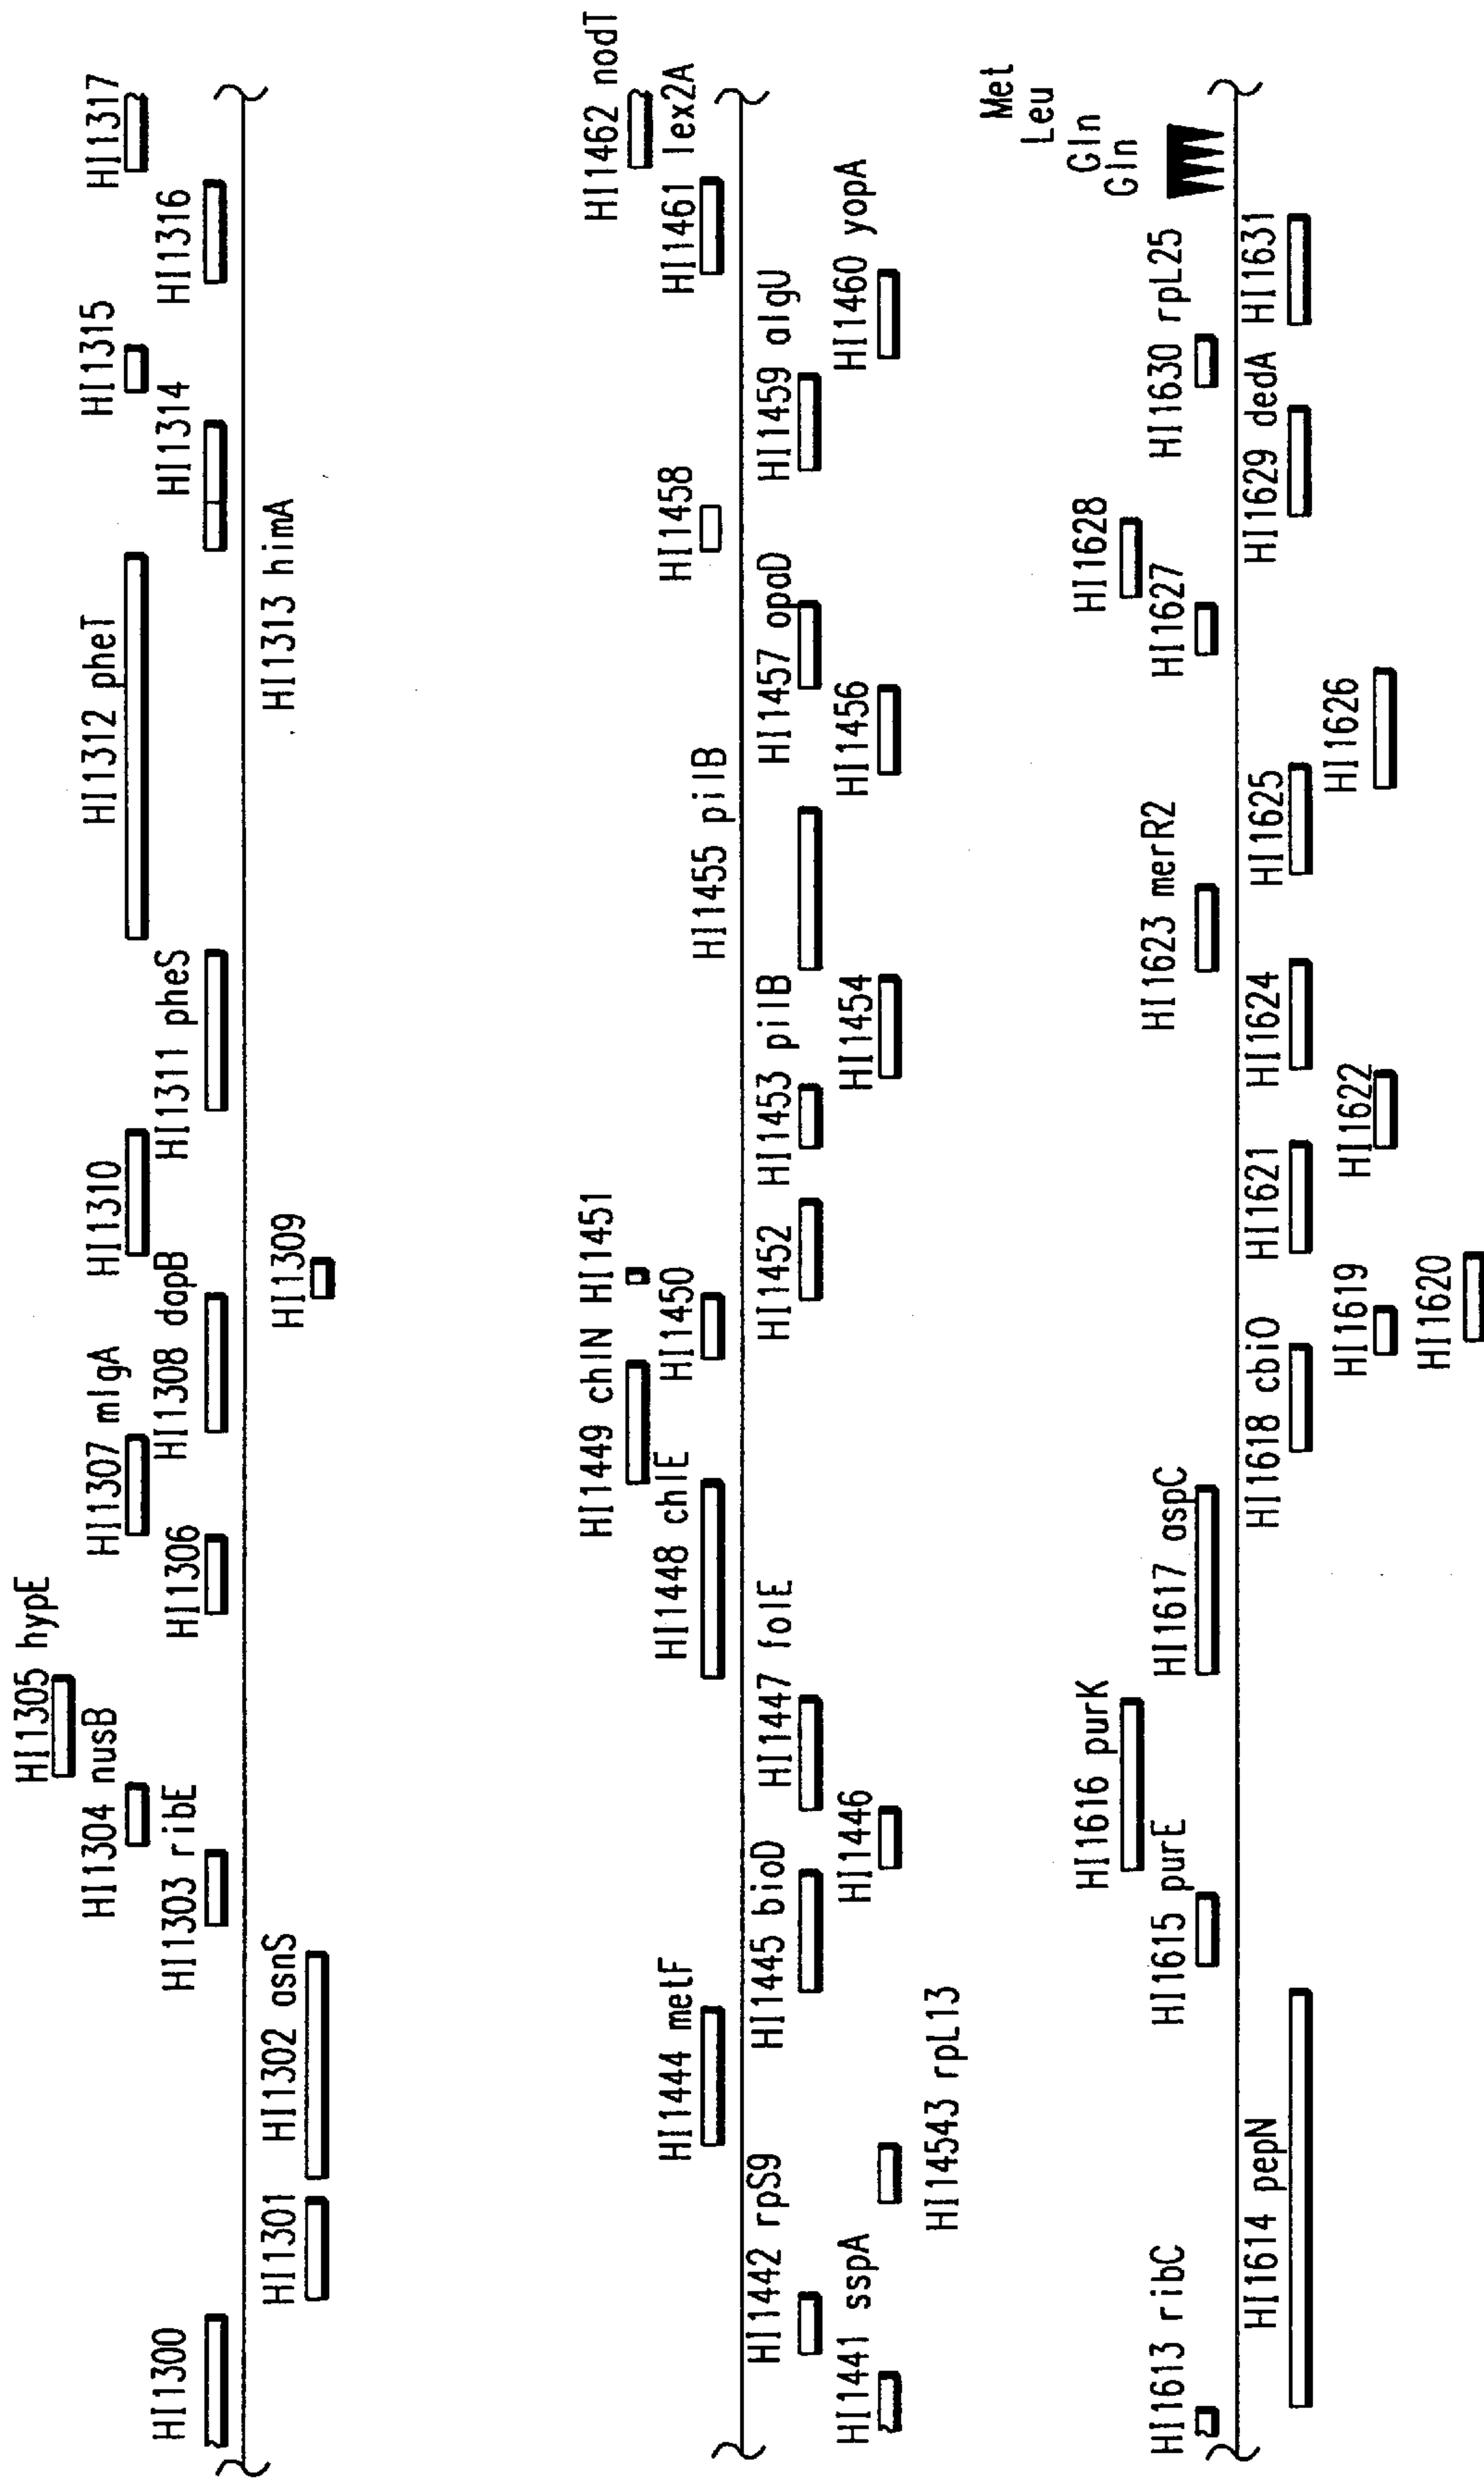 HI1300
HI1301
HI1302 asnS
HI1303 ribE
HI1304 nusB
HI1305 hypE
HI1306
HI1307 mlgA
HI1308 dapB
HI1309
HI1310
HI1311 pheS
HI1312 pheT
HI1313 himA
HI1314
HI1315
HI1316
HI1317
HI1441 sspA
HI1442 rpS9
HI14543 rpL13
HI1444 metF
HI1445 bioD
HI1446
HI1447 folE
HI1448 chlE
HI1449 chlN HI1451
HI1450
HI1452
HI1453 pilB
HI1454
HI1455 pilB
HI1456
HI1457 opaD
HI1458
HI1459 algU
HI1460 yopA
HI1461 lex2A
HI1462 nodT
HI1613 ribC
HI1614 pepN
HI1615 purE
HI1616 purK
HI1617 aspC
HI1618 cbiO
HI1619
HI1620
HI1621
HI1622
HI1623 merR2
HI1624
HI1625
HI1626
HI1627
HI1628
HI1629 dedA
HI1630 rpL25
HI1631
Gln
Gln
Leu
Met